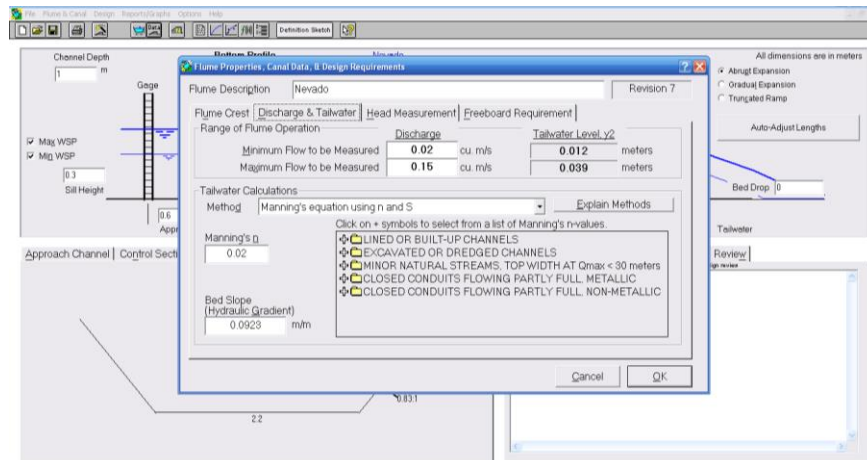 File Flume & Canal Design Reports/Graphs Options Help
Definition Sketch
Channel Depth
1 m
Gage
Bottom Profile
Nevado
All dimensions are in meters
Abrupt Expansion
Gradual Expansion
Truncated Ramp
Auto-Adjust Lengths
Max WSP
Min WSP
0.3
Sill Height
0.6
Bed Drop 0
Tailwater
Approach Channel
Review
0.83:1
2.2
Flume Properties, Canal Data, & Design Requirements
Flume Description Nevado Revision 7
Flume Crest Discharge & Tailwater Head Measurement Freeboard Requirement
Range of Flume Operation
Discharge Tailwater Level, y2
Minimum Flow to be Measured 0.02 cu. m/s 0.012 meters
Maximum Flow to be Measured 0.15 cu. m/s 0.039 meters
Tailwater Calculations
Method Manning's equation using n and S Explain Methods
Click on + symbols to select from a list of Manning's n-values.
Manning's n
0.02
LINED OR BUILT-UP CHANNELS
EXCAVATED OR DREDGED CHANNELS
MINOR NATURAL STREAMS, TOP WIDTH AT Qmax < 30 meters
CLOSED CONDUITS FLOWING PARTLY FULL, METALLIC
CLOSED CONDUITS FLOWING PARTLY FULL, NON-METALLIC
Bed Slope
(Hydraulic Gradient)
0.0923 m/m
Cancel OK